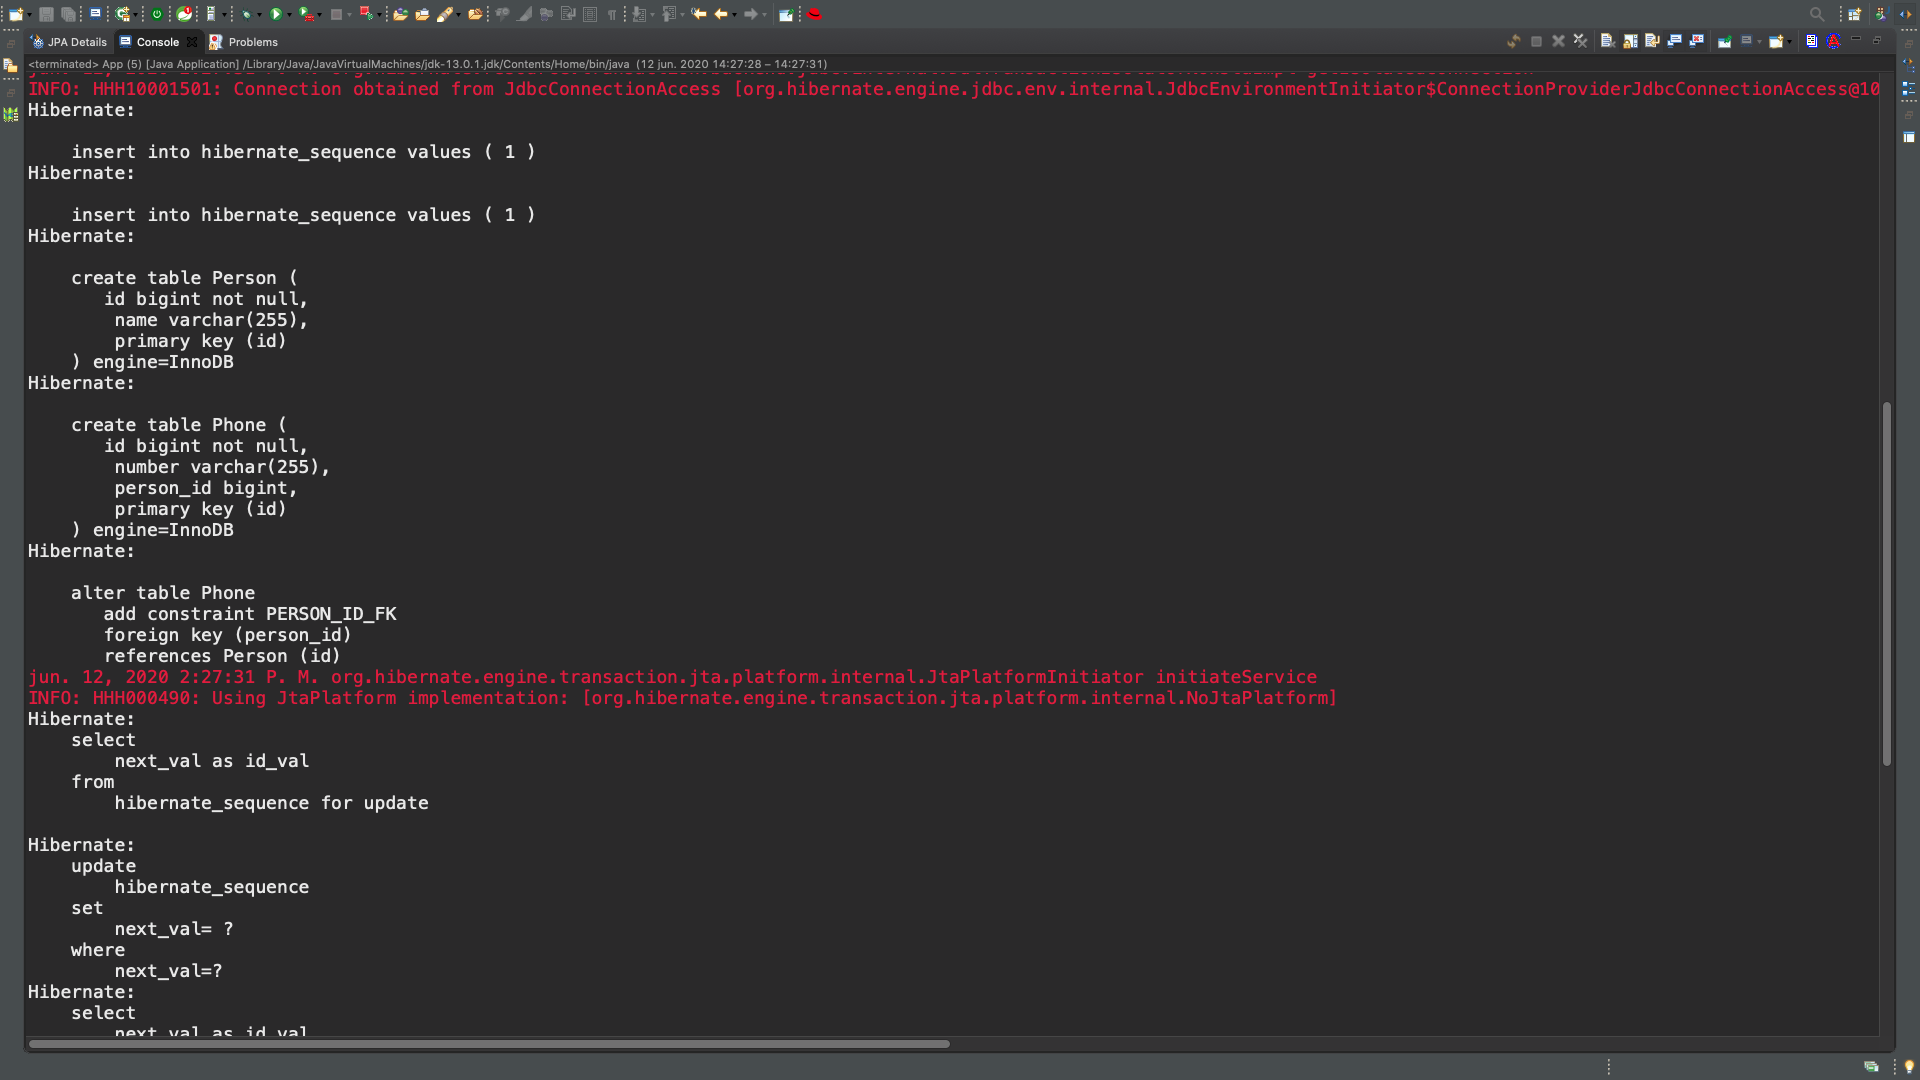 JPA Details Console Problems
<terminated> App (5) [Java Application] /Library/Java/JavaVirtualMachines/jdk-13.0.1.jdk/Contents/Home/bin/java (12 jun. 2020 14:27:28 – 14:27:31)
INFO: HHH10001501: Connection obtained from JdbcConnectionAccess [org.hibernate.engine.jdbc.env.internal.JdbcEnvironmentInitiator$ConnectionProviderJdbcConnectionAccess@10
Hibernate:
insert into hibernate_sequence values ( 1 )
Hibernate:
insert into hibernate_sequence values ( 1 )
Hibernate:
create table Person (
id bigint not null,
name varchar(255),
primary key (id)
) engine=InnoDB
Hibernate:
create table Phone (
id bigint not null,
number varchar(255),
person_id bigint,
primary key (id)
) engine=InnoDB
Hibernate:
alter table Phone
add constraint PERSON_ID_FK
foreign key (person_id)
references Person (id)
jun. 12, 2020 2:27:31 P. M. org.hibernate.engine.transaction.jta.platform.internal.JtaPlatformInitiator initiateService
INFO: HHH000490: Using JtaPlatform implementation: [org.hibernate.engine.transaction.jta.platform.internal.NoJtaPlatform]
Hibernate:
select
next_val as id_val
from
hibernate_sequence for update
Hibernate:
update
hibernate_sequence
set
next_val= ?
where
next_val=?
Hibernate:
select
next_val as id_val